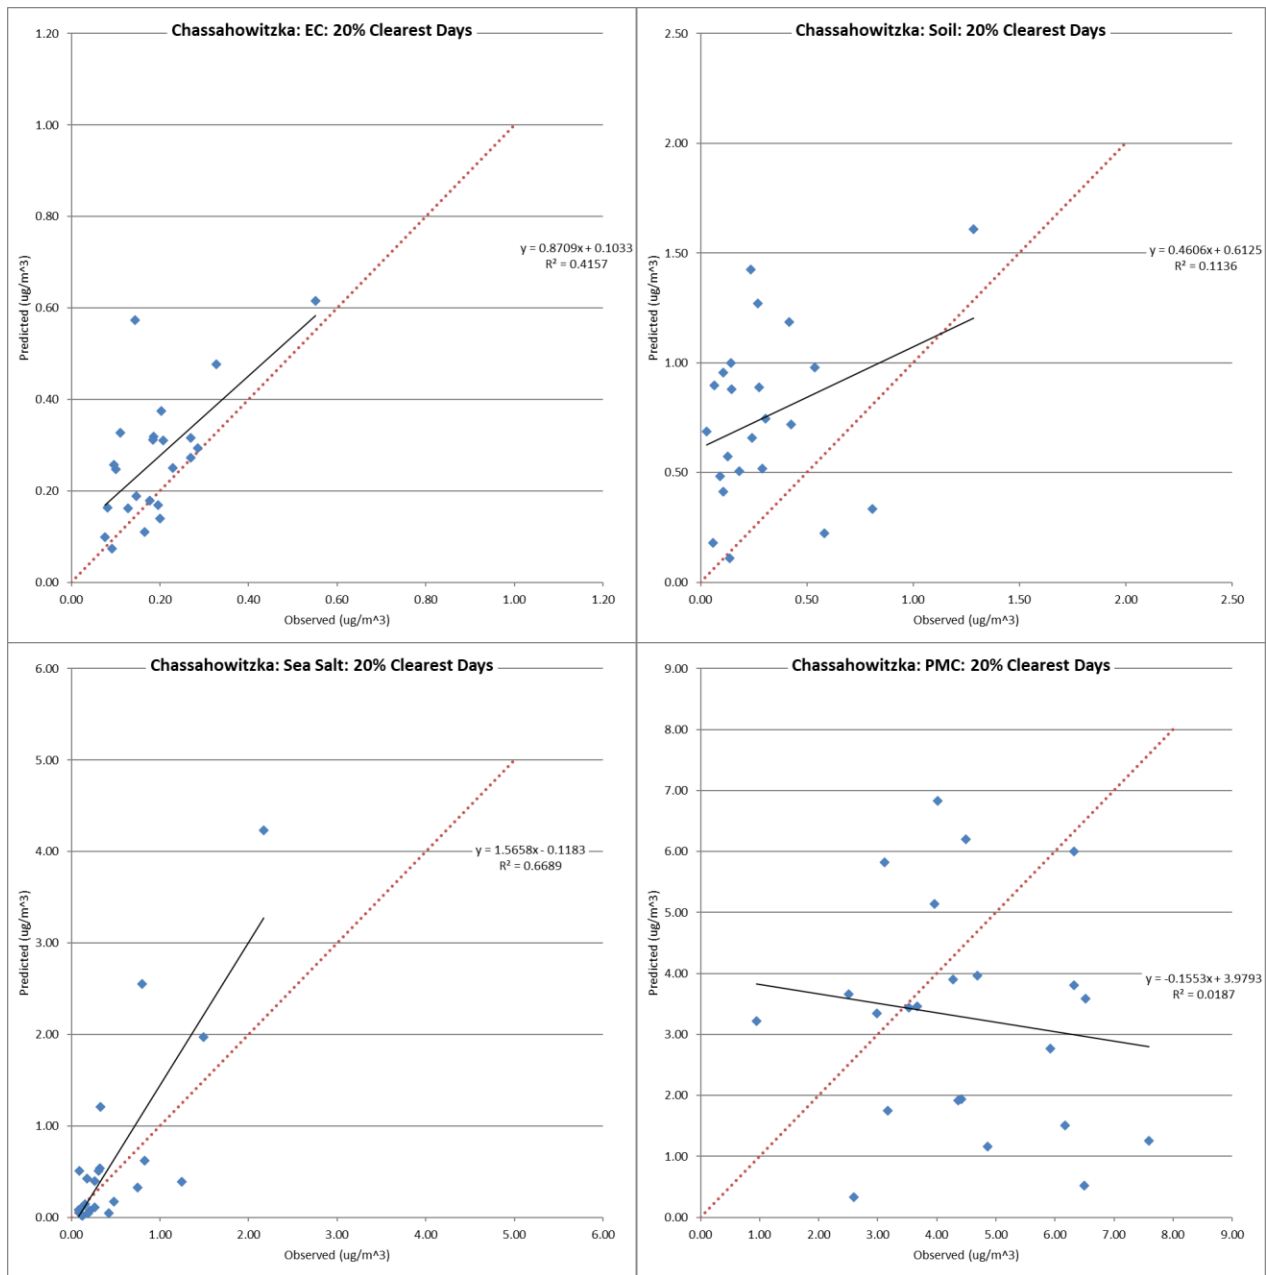 Chassahowitzka: EC: 20% Clearest Days
1.20
1.00
0.80
0.60
0.40
0.20
0.00
Predicted (ug/m^3)
y = 0.8709x + 0.1033
R² = 0.4157
0.00 0.20 0.40 0.60 0.80 1.00 1.20
Observed (ug/m^3)
Chassahowitzka: Soil: 20% Clearest Days
2.50
2.00
1.50
1.00
0.50
0.00
Predicted (ug/m^3)
y = 0.4606x + 0.6125
R² = 0.1136
0.00 0.50 1.00 1.50 2.00 2.50
Observed (ug/m^3)
Chassahowitzka: Sea Salt: 20% Clearest Days
6.00
5.00
4.00
3.00
2.00
1.00
0.00
Predicted (ug/m^3)
y = 1.5658x - 0.1183
R² = 0.6689
0.00 1.00 2.00 3.00 4.00 5.00 6.00
Observed (ug/m^3)
Chassahowitzka: PMC: 20% Clearest Days
9.00
8.00
7.00
6.00
5.00
4.00
3.00
2.00
1.00
0.00
Predicted (ug/m^3)
y = -0.1553x + 3.9793
R² = 0.0187
0.00 1.00 2.00 3.00 4.00 5.00 6.00 7.00 8.00 9.00
Observed (ug/m^3)